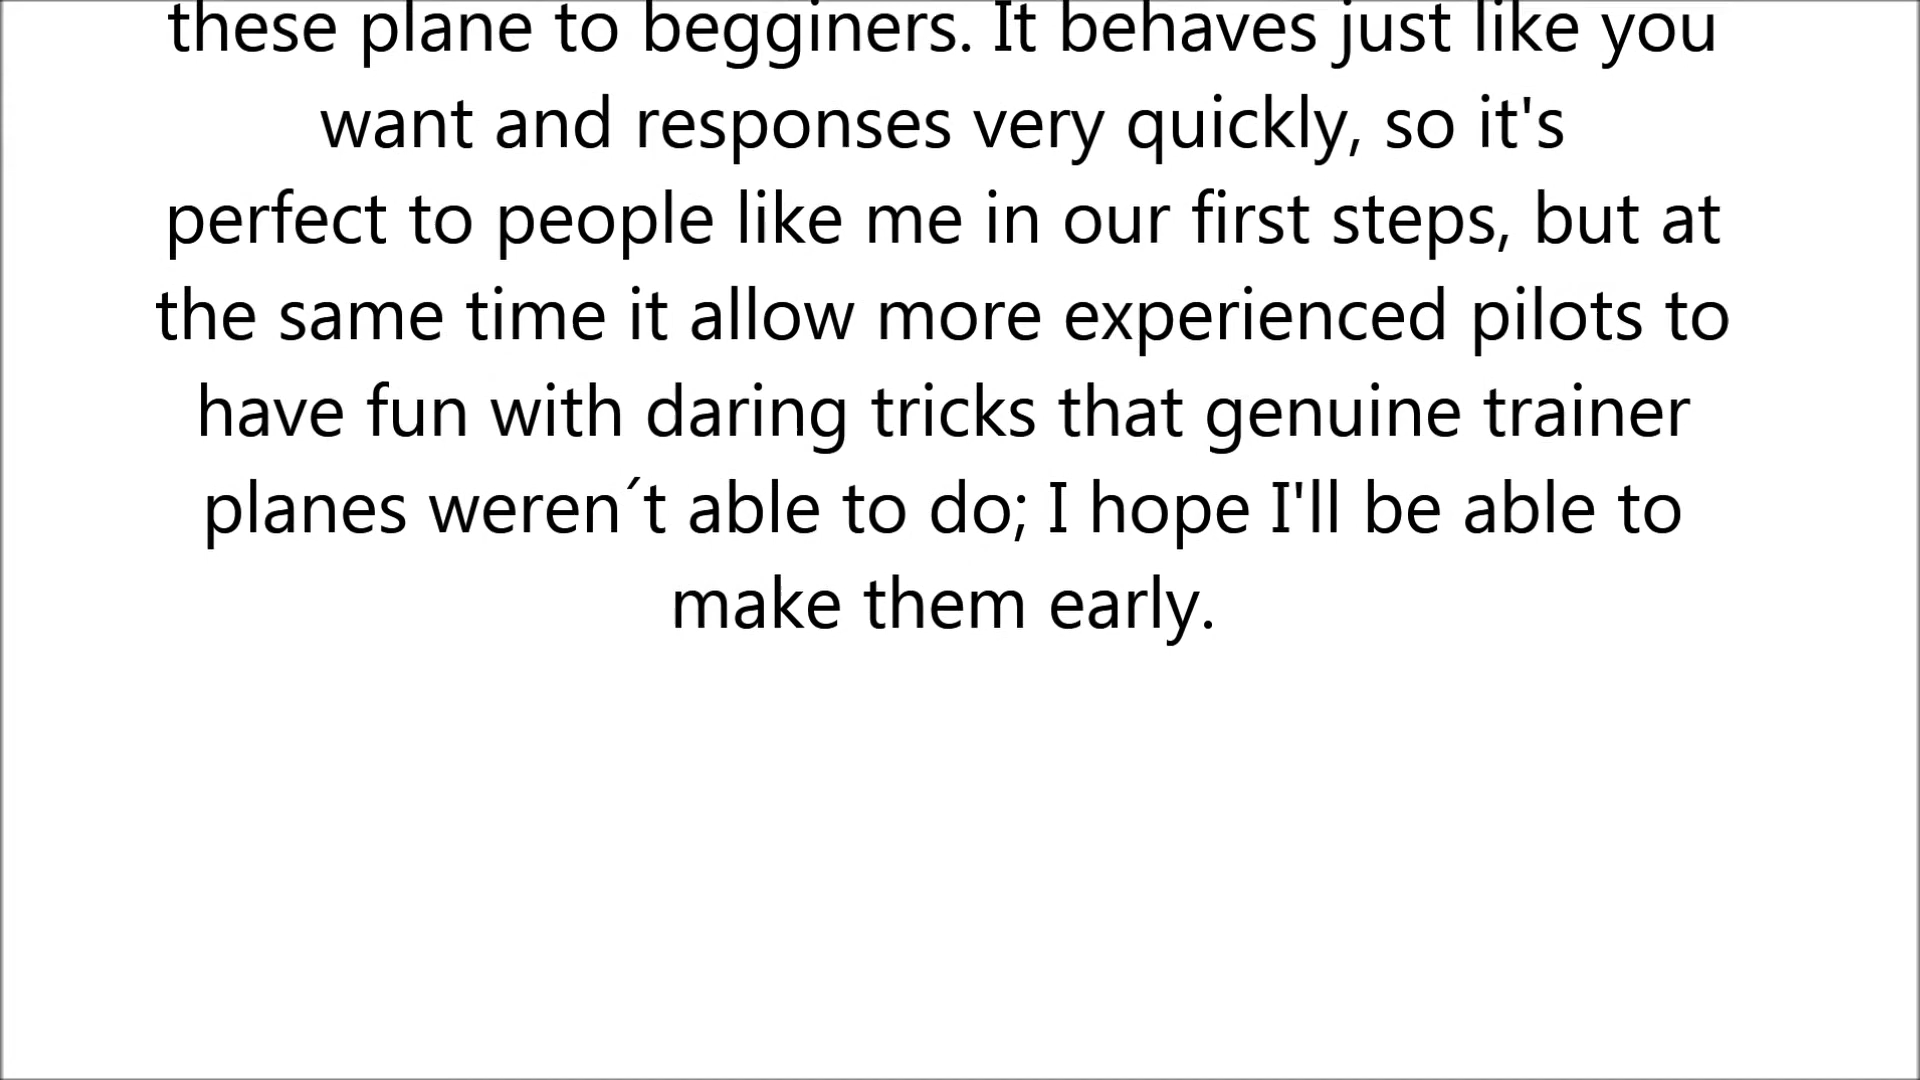 these plane to begginers. It behaves just like you
want and responses very quickly, so it's
perfect to people like me in our first steps, but at
the same time it allow more experienced pilots to
have fun with daring tricks that genuine trainer
planes weren´t able to do; I hope I'll be able to
make them early.